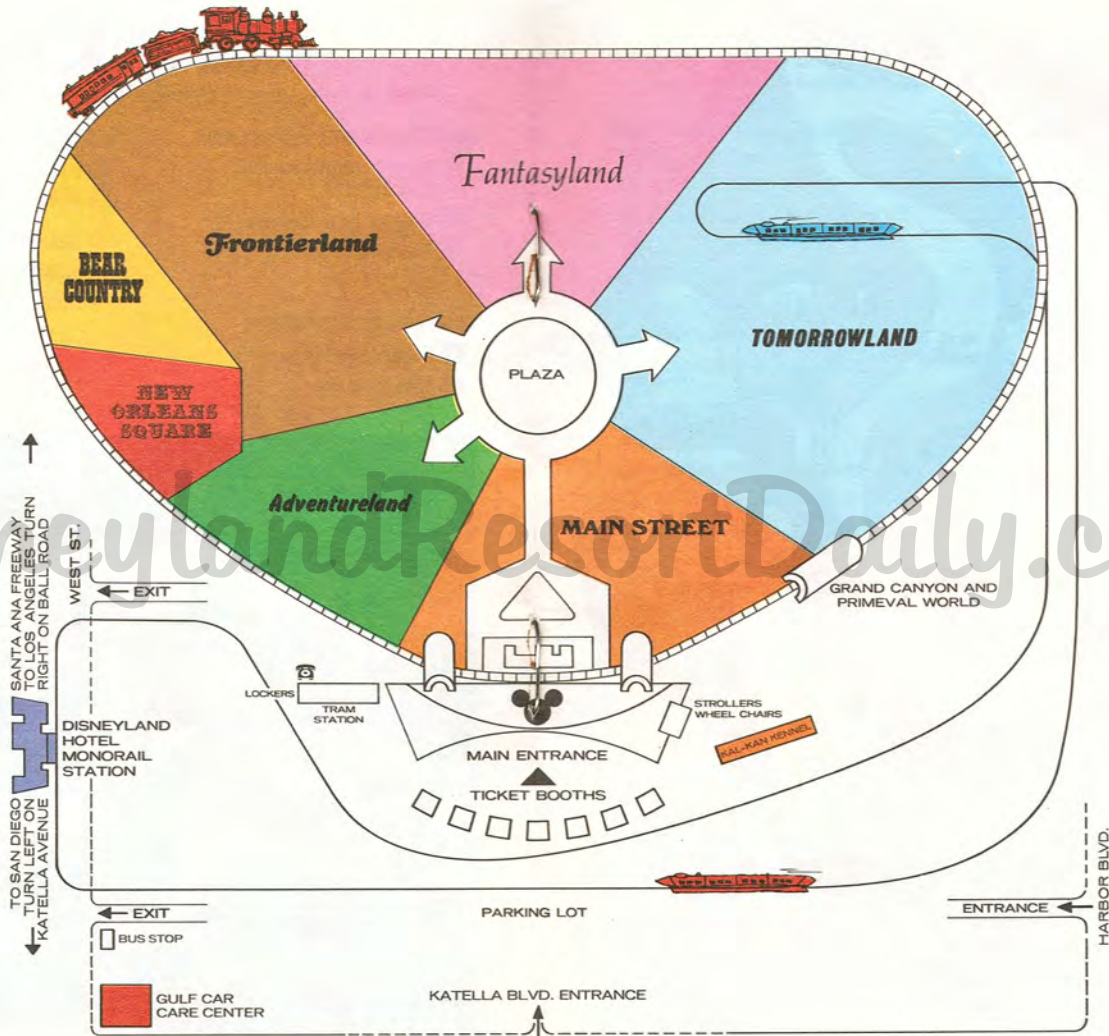 Fantasyland
Frontierland
BEAR
COUNTRY
TOMORROWLAND
PLAZA
NEW
ORLEANS
SQUARE
Adventureland
MAIN STREET
eylandResortDaily.c
GRAND CANYON AND
PRIMEVAL WORLD
SANTA ANA FREEWAY
TO LOS ANGELES TURN
RIGHT ON BALL ROAD
WEST ST.
EXIT
LOCKERS
TRAM
STATION
STROLLERS
WHEEL CHAIRS
KAL-KAN KENNEL
DISNEYLAND
HOTEL
MONORAIL
STATION
MAIN ENTRANCE
TICKET BOOTHS
TO SAN DIEGO
TURN LEFT ON
KATELLA AVENUE
EXIT
PARKING LOT
ENTRANCE
HARBOR BLVD.
BUS STOP
GULF CAR
CARE CENTER
KATELLA BLVD. ENTRANCE